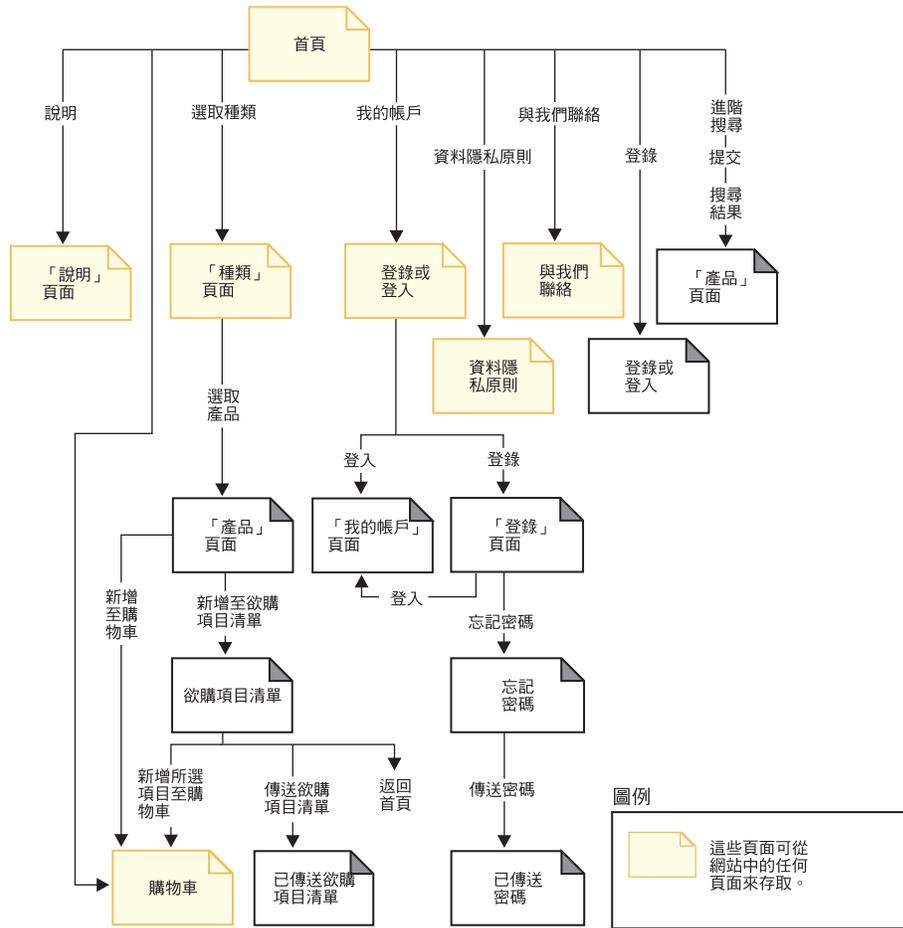 首頁
說明
選取種類
我的帳戶
資料隱私原則
與我們聯絡
登錄
進階
搜尋
提交
搜尋
結果
「說明」
頁面
「種類」
頁面
登錄或
登入
與我們
聯絡
「產品」
頁面
資料隱
私原則
登錄或
登入
選取
產品
登入
登錄
「產品」
頁面
「我的帳戶」
頁面
「登錄」
頁面
新增
至購
物車
新增至欲購
項目清單
登入
忘記密碼
欲購項目清單
忘記
密碼
新增所選
項目至購
物車
傳送欲購
項目清單
返回
首頁
傳送密碼
購物車
已傳送欲購
項目清單
已傳送
密碼
圖例
這些頁面可從
網站中的任何
頁面來存取。